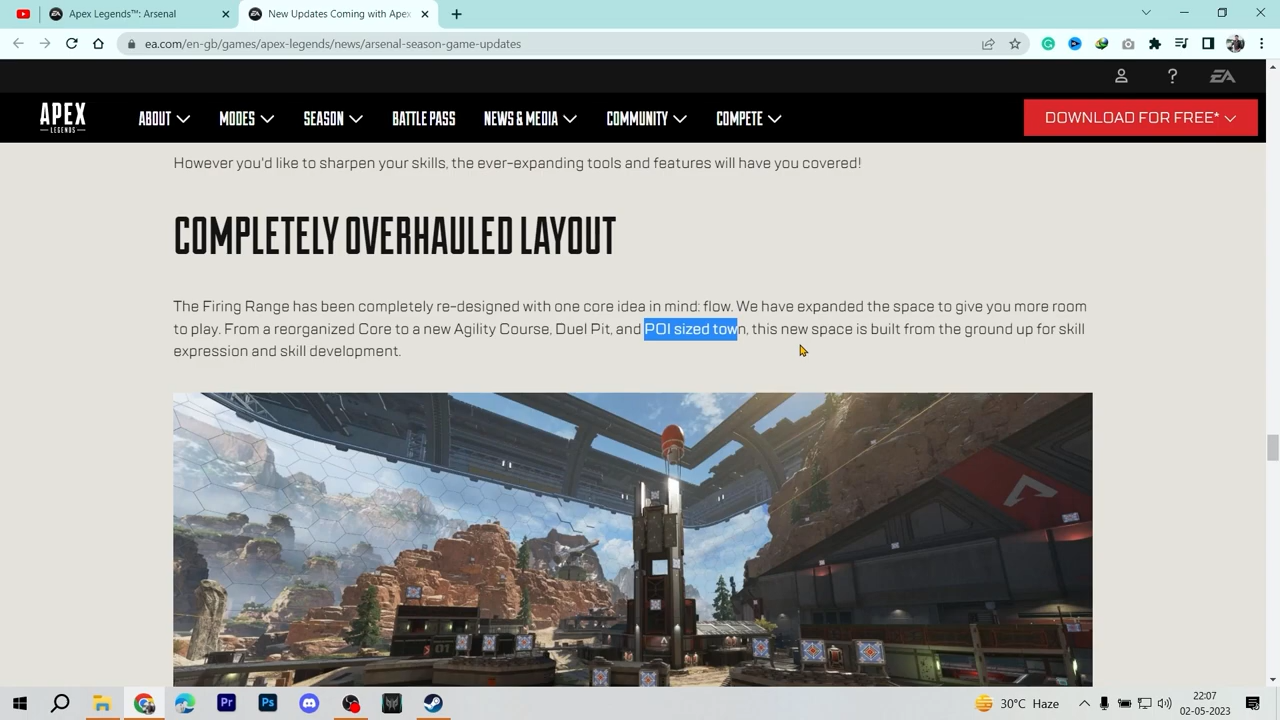 Apex Legends™: Arsenal
New Updates Coming with Apex
ea.com/en-gb/games/apex-legends/news/arsenal-season-game-updates
EA
APEX
LEGENDS
ABOUT
MODES
SEASON
BATTLE PASS
NEWS & MEDIA
COMMUNITY
COMPETE
DOWNLOAD FOR FREE*
However you'd like to sharpen your skills, the ever-expanding tools and features will have you covered!
COMPLETELY OVERHAULED LAYOUT
The Firing Range has been completely re-designed with one core idea in mind: flow. We have expanded the space to give you more room
to play. From a reorganized Core to a new Agility Course, Duel Pit, and POI sized town, this new space is built from the ground up for skill
expression and skill development.
01
Pr
Ps
30°C Haze
22:07
02-05-2023